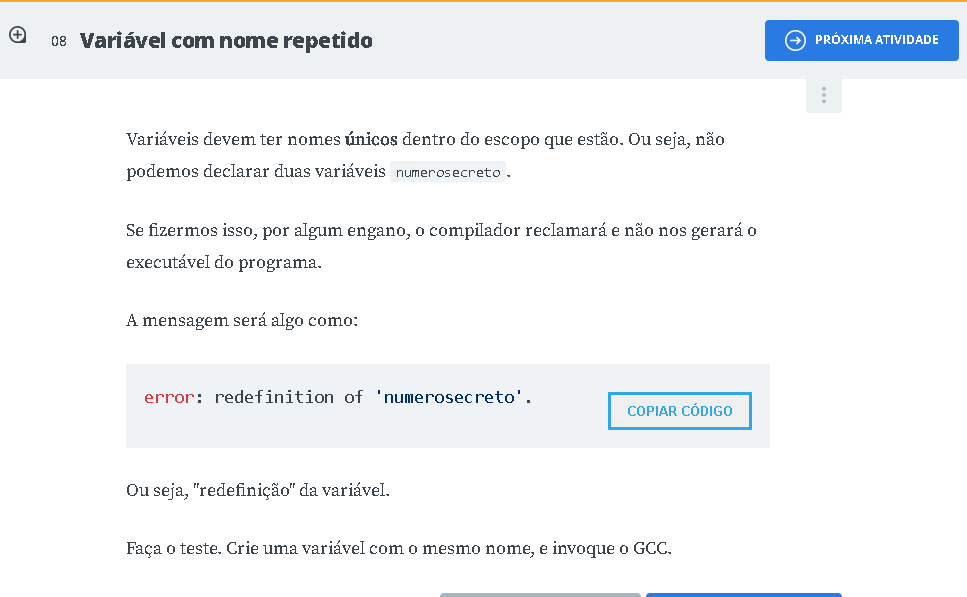 08 Variável com nome repetido
PRÓXIMA ATIVIDADE
Variáveis devem ter nomes únicos dentro do escopo que estão. Ou seja, não
podemos declarar duas variáveis numerosecreto .
Se fizermos isso, por algum engano, o compilador reclamará e não nos gerará o
executável do programa.
A mensagem será algo como:
error: redefinition of 'numerosecreto'.
COPIAR CÓDIGO
Ou seja, "redefinição" da variável.
Faça o teste. Crie uma variável com o mesmo nome, e invoque o GCC.